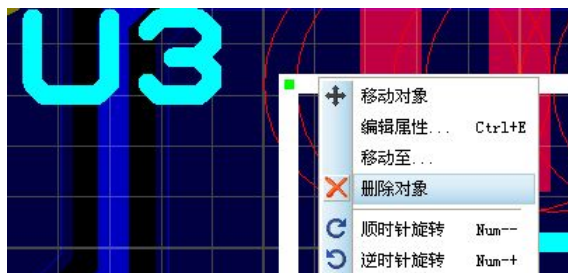 U3
移动对象
编辑属性... Ctrl+E
移动至...
删除对象
顺时针旋转 Num--
逆时针旋转 Num-+